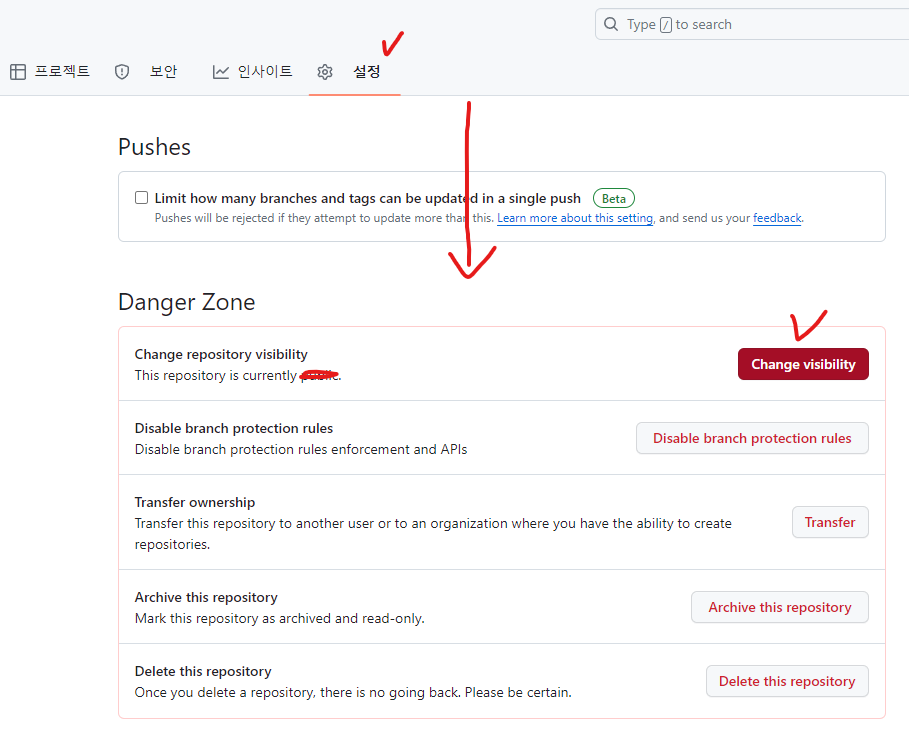 Type / to search
프로젝트 보안 인사이트 설정
Pushes
Limit how many branches and tags can be updated in a single push Beta
Pushes will be rejected if they attempt to update more than this. Learn more about this setting, and send us your feedback.
Danger Zone
Change repository visibility
This repository is currently
Change visibility
Disable branch protection rules
Disable branch protection rules enforcement and APIs
Disable branch protection rules
Transfer ownership
Transfer this repository to another user or to an organization where you have the ability to create
repositories.
Transfer
Archive this repository
Mark this repository as archived and read-only.
Archive this repository
Delete this repository
Once you delete a repository, there is no going back. Please be certain.
Delete this repository